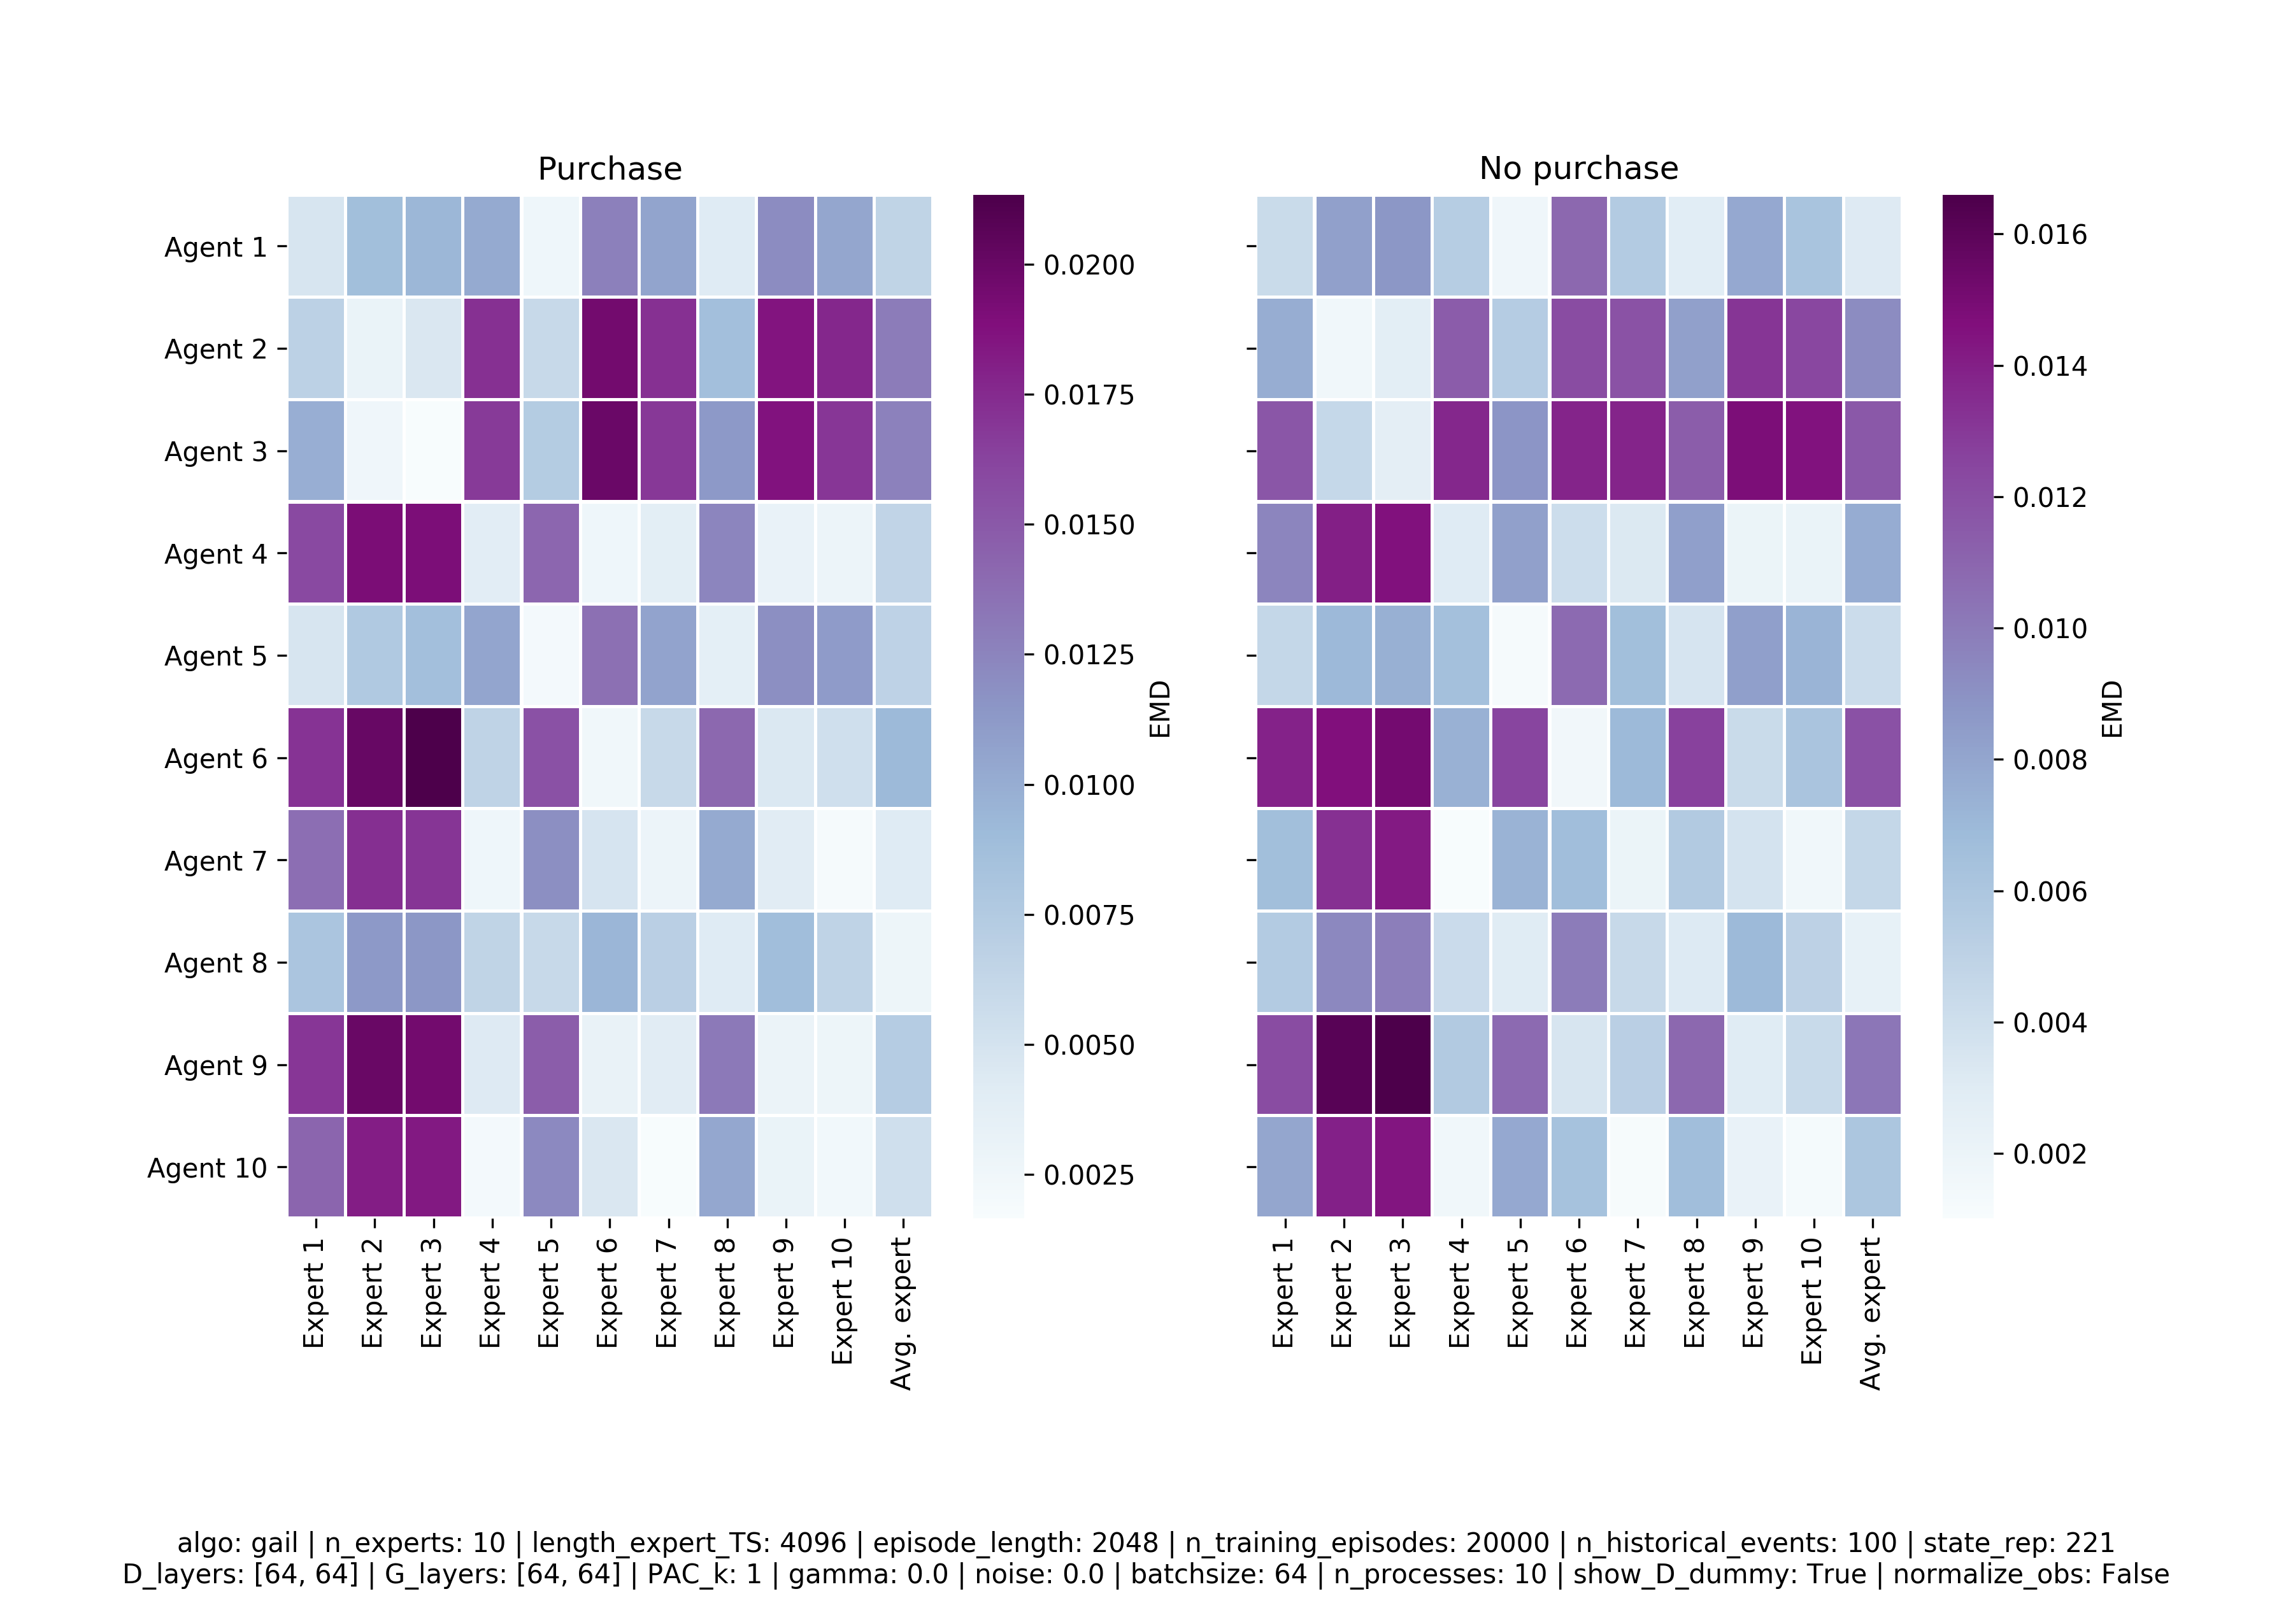 Purchase
No purchase
Agent 1
Agent 2
Agent 3
Agent 4
Agent 5
Agent 6
Agent 7
Agent 8
Agent 9
Agent 10
Expert 1
Expert 2
Expert 3
Expert 4
Expert 5
Expert 6
Expert 7
Expert 8
Expert 9
Expert 10
Avg. expert
0.0200
0.0175
0.0150
0.0125
0.0100
0.0075
0.0050
0.0025
EMD
Expert 1
Expert 2
Expert 3
Expert 4
Expert 5
Expert 6
Expert 7
Expert 8
Expert 9
Expert 10
Avg. expert
0.016
0.014
0.012
0.010
0.008
0.006
0.004
0.002
EMD
algo: gail | n_experts: 10 | length_expert_TS: 4096 | episode_length: 2048 | n_training_episodes: 20000 | n_historical_events: 100 | state_rep: 221
D_layers: [64, 64] | G_layers: [64, 64] | PAC_k: 1 | gamma: 0.0 | noise: 0.0 | batchsize: 64 | n_processes: 10 | show_D_dummy: True | normalize_obs: False